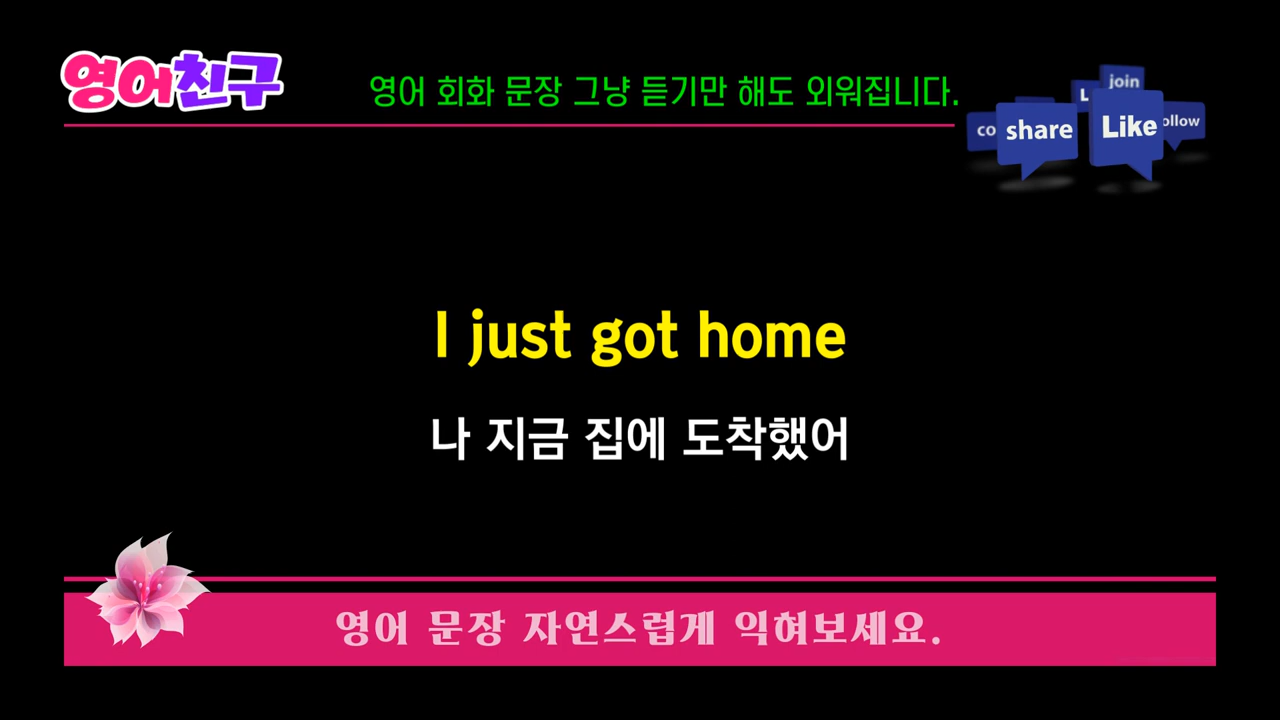 영어친구
영어 회화 문장 그냥 듣기만 해도 외워집니다.
join
share
Like
I just got home
나 지금 집에 도착했어
영어 문장 자연스럽게 익혀보세요.